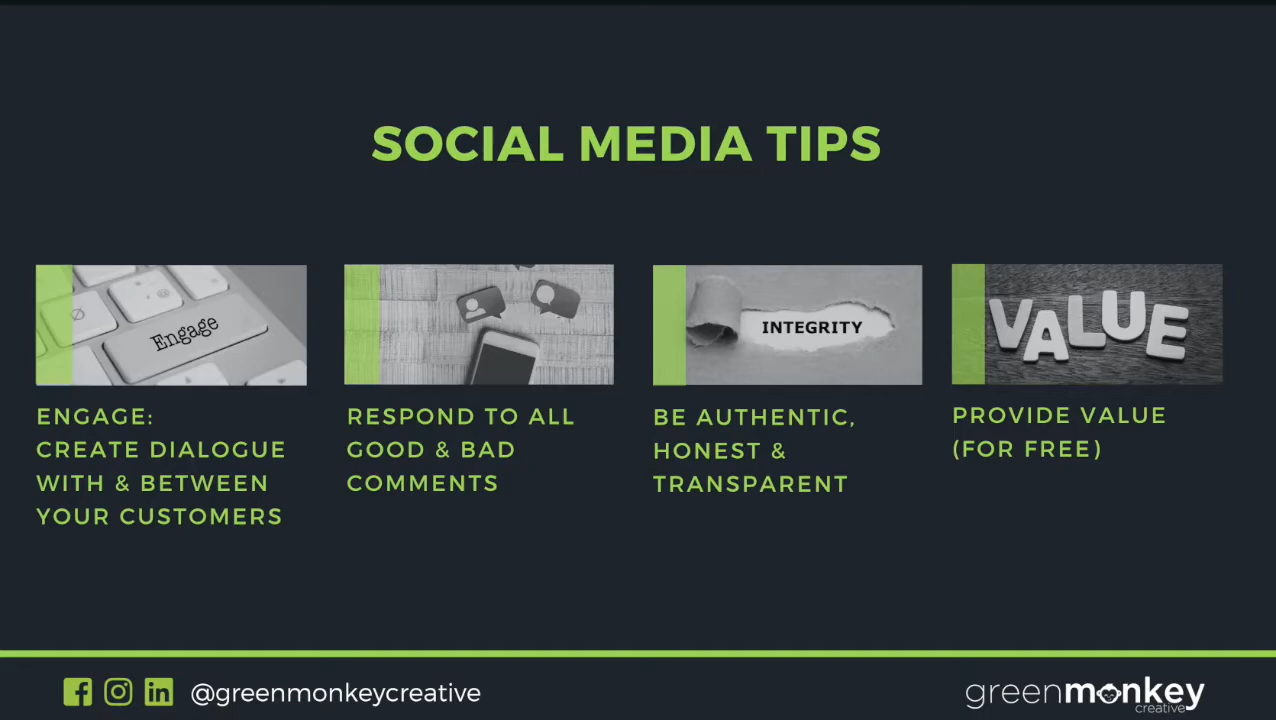 SOCIAL MEDIA TIPS
Engage
INTEGRITY
VALUE
ENGAGE:
CREATE DIALOGUE
WITH & BETWEEN
YOUR CUSTOMERS
RESPOND TO ALL
GOOD & BAD
COMMENTS
BE AUTHENTIC,
HONEST &
TRANSPARENT
PROVIDE VALUE
(FOR FREE)
@greenmonkeycreative
greenmonkey
creative